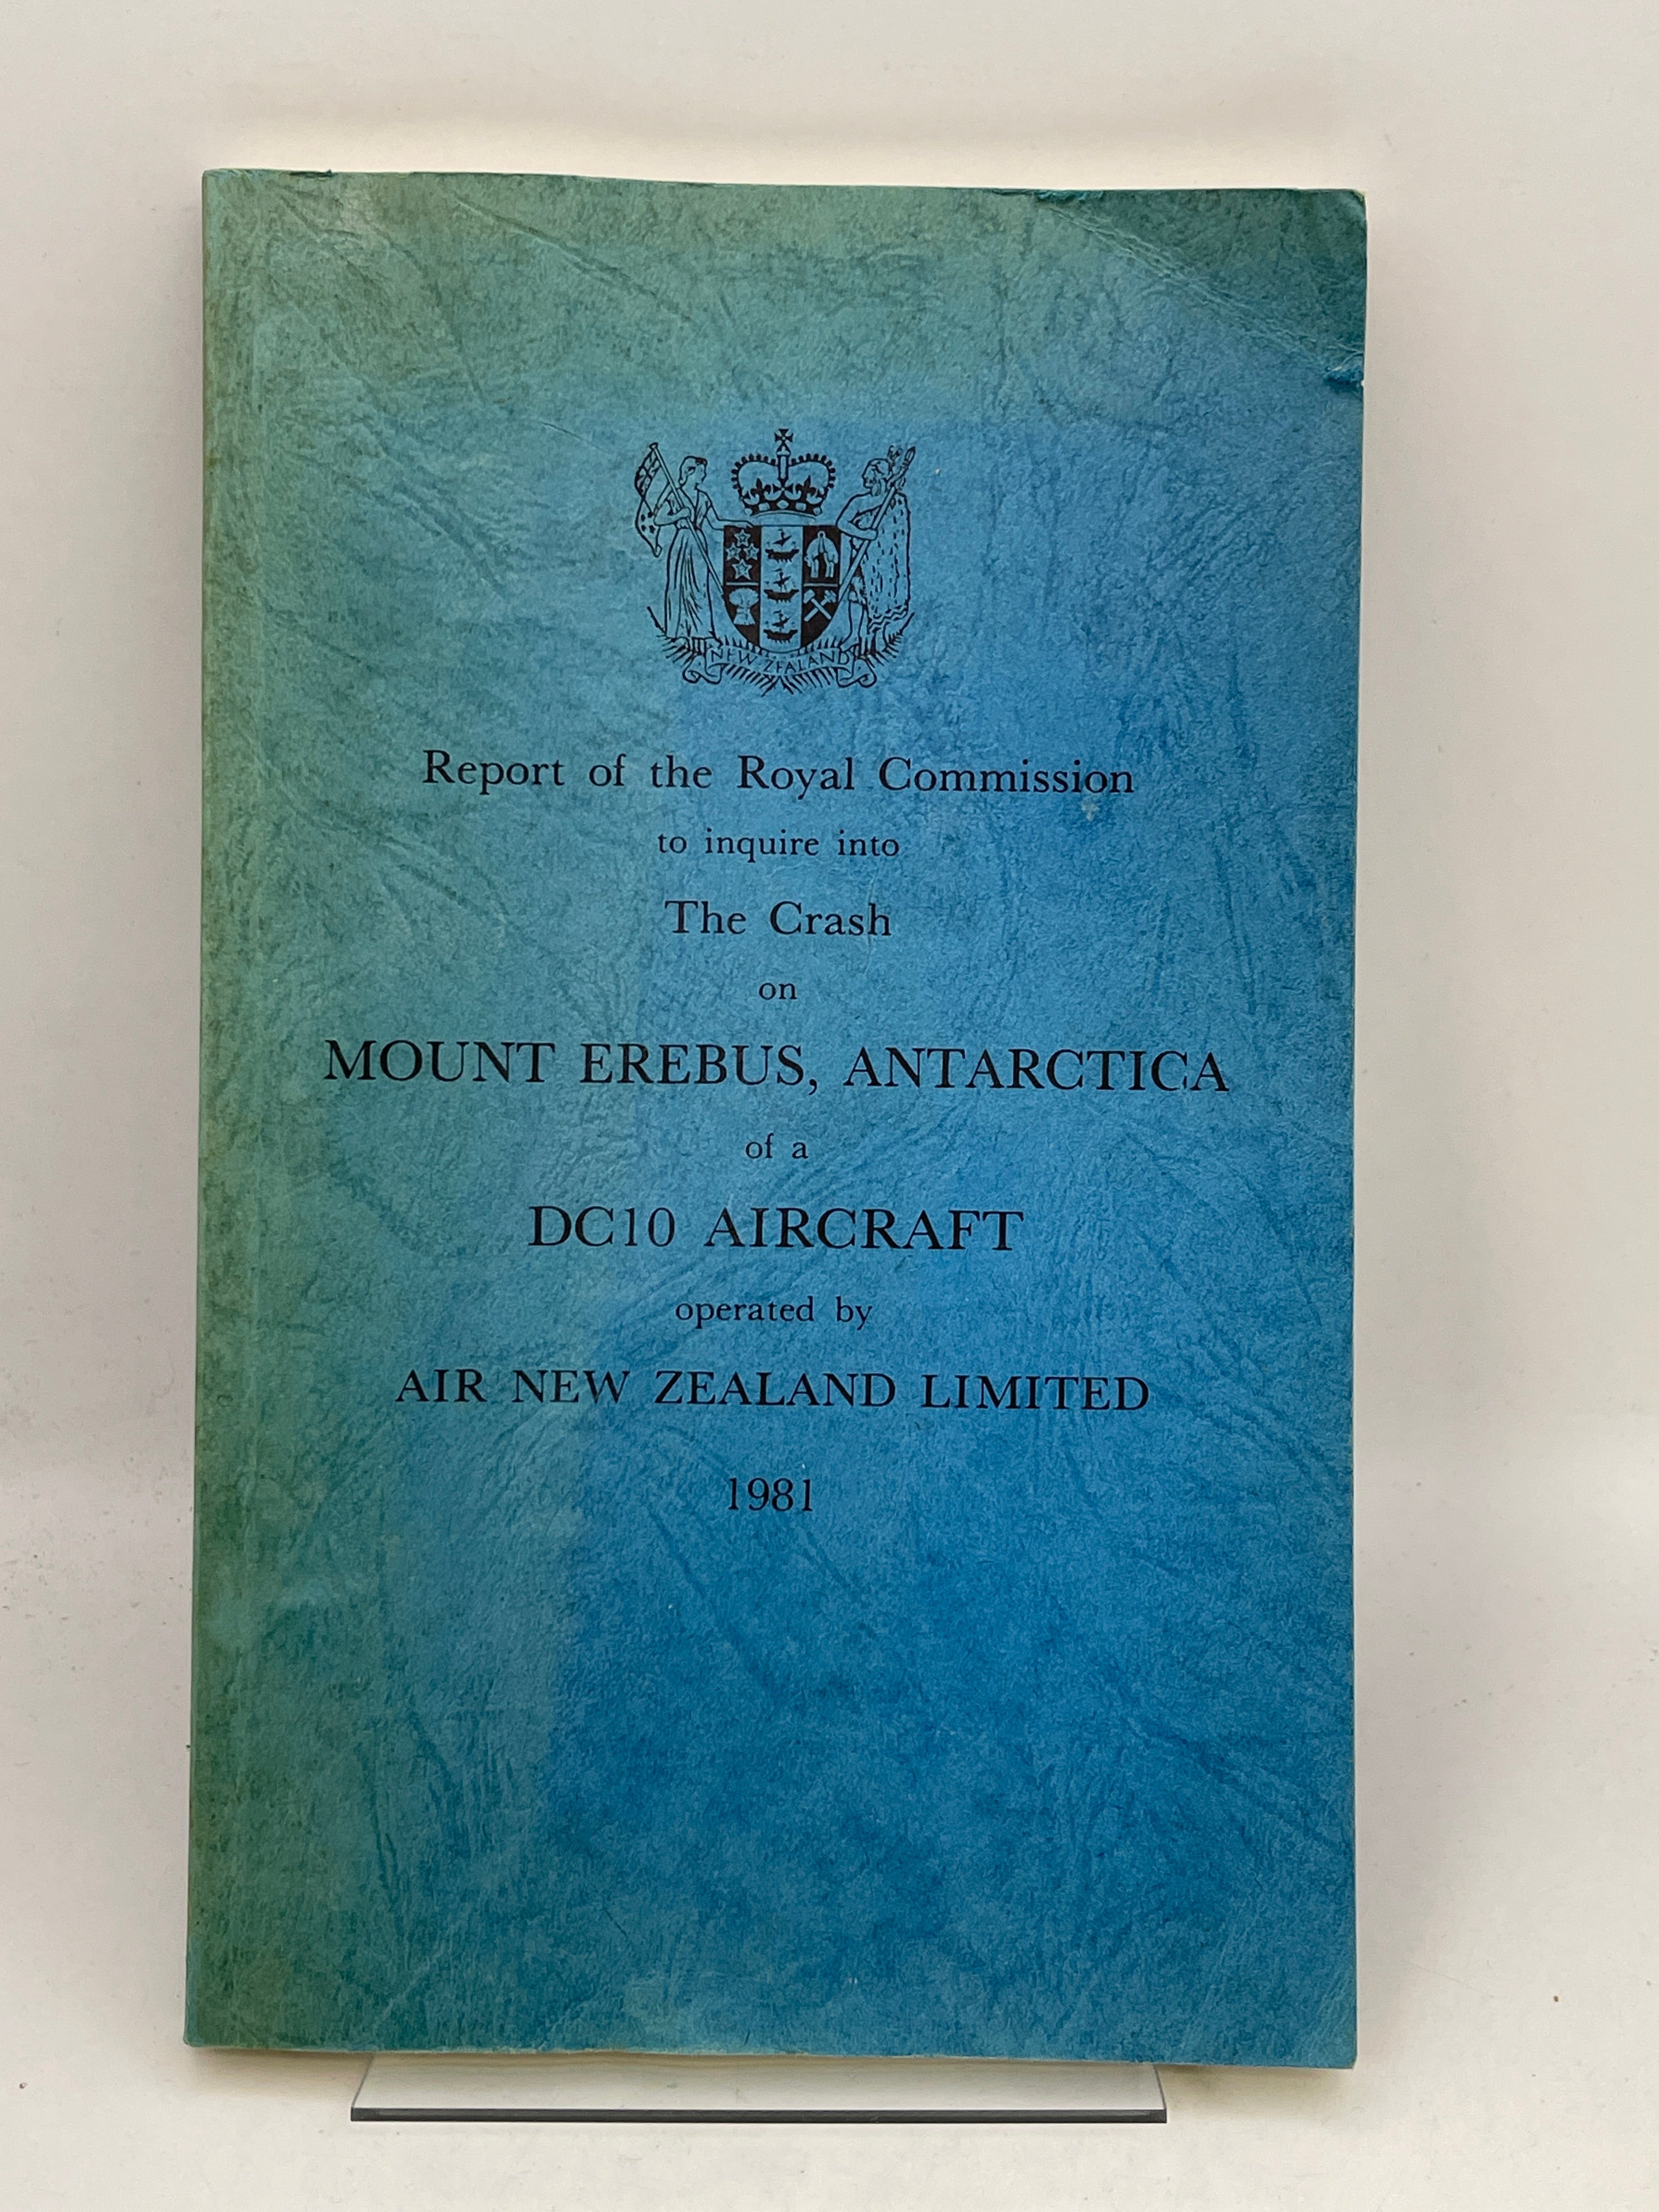 NEW ZEALAND
Report of the Royal Commission
to inquire into
The Crash
on
MOUNT EREBUS, ANTARCTICA
of a
DC10 AIRCRAFT
operated by
AIR NEW ZEALAND LIMITED
1981